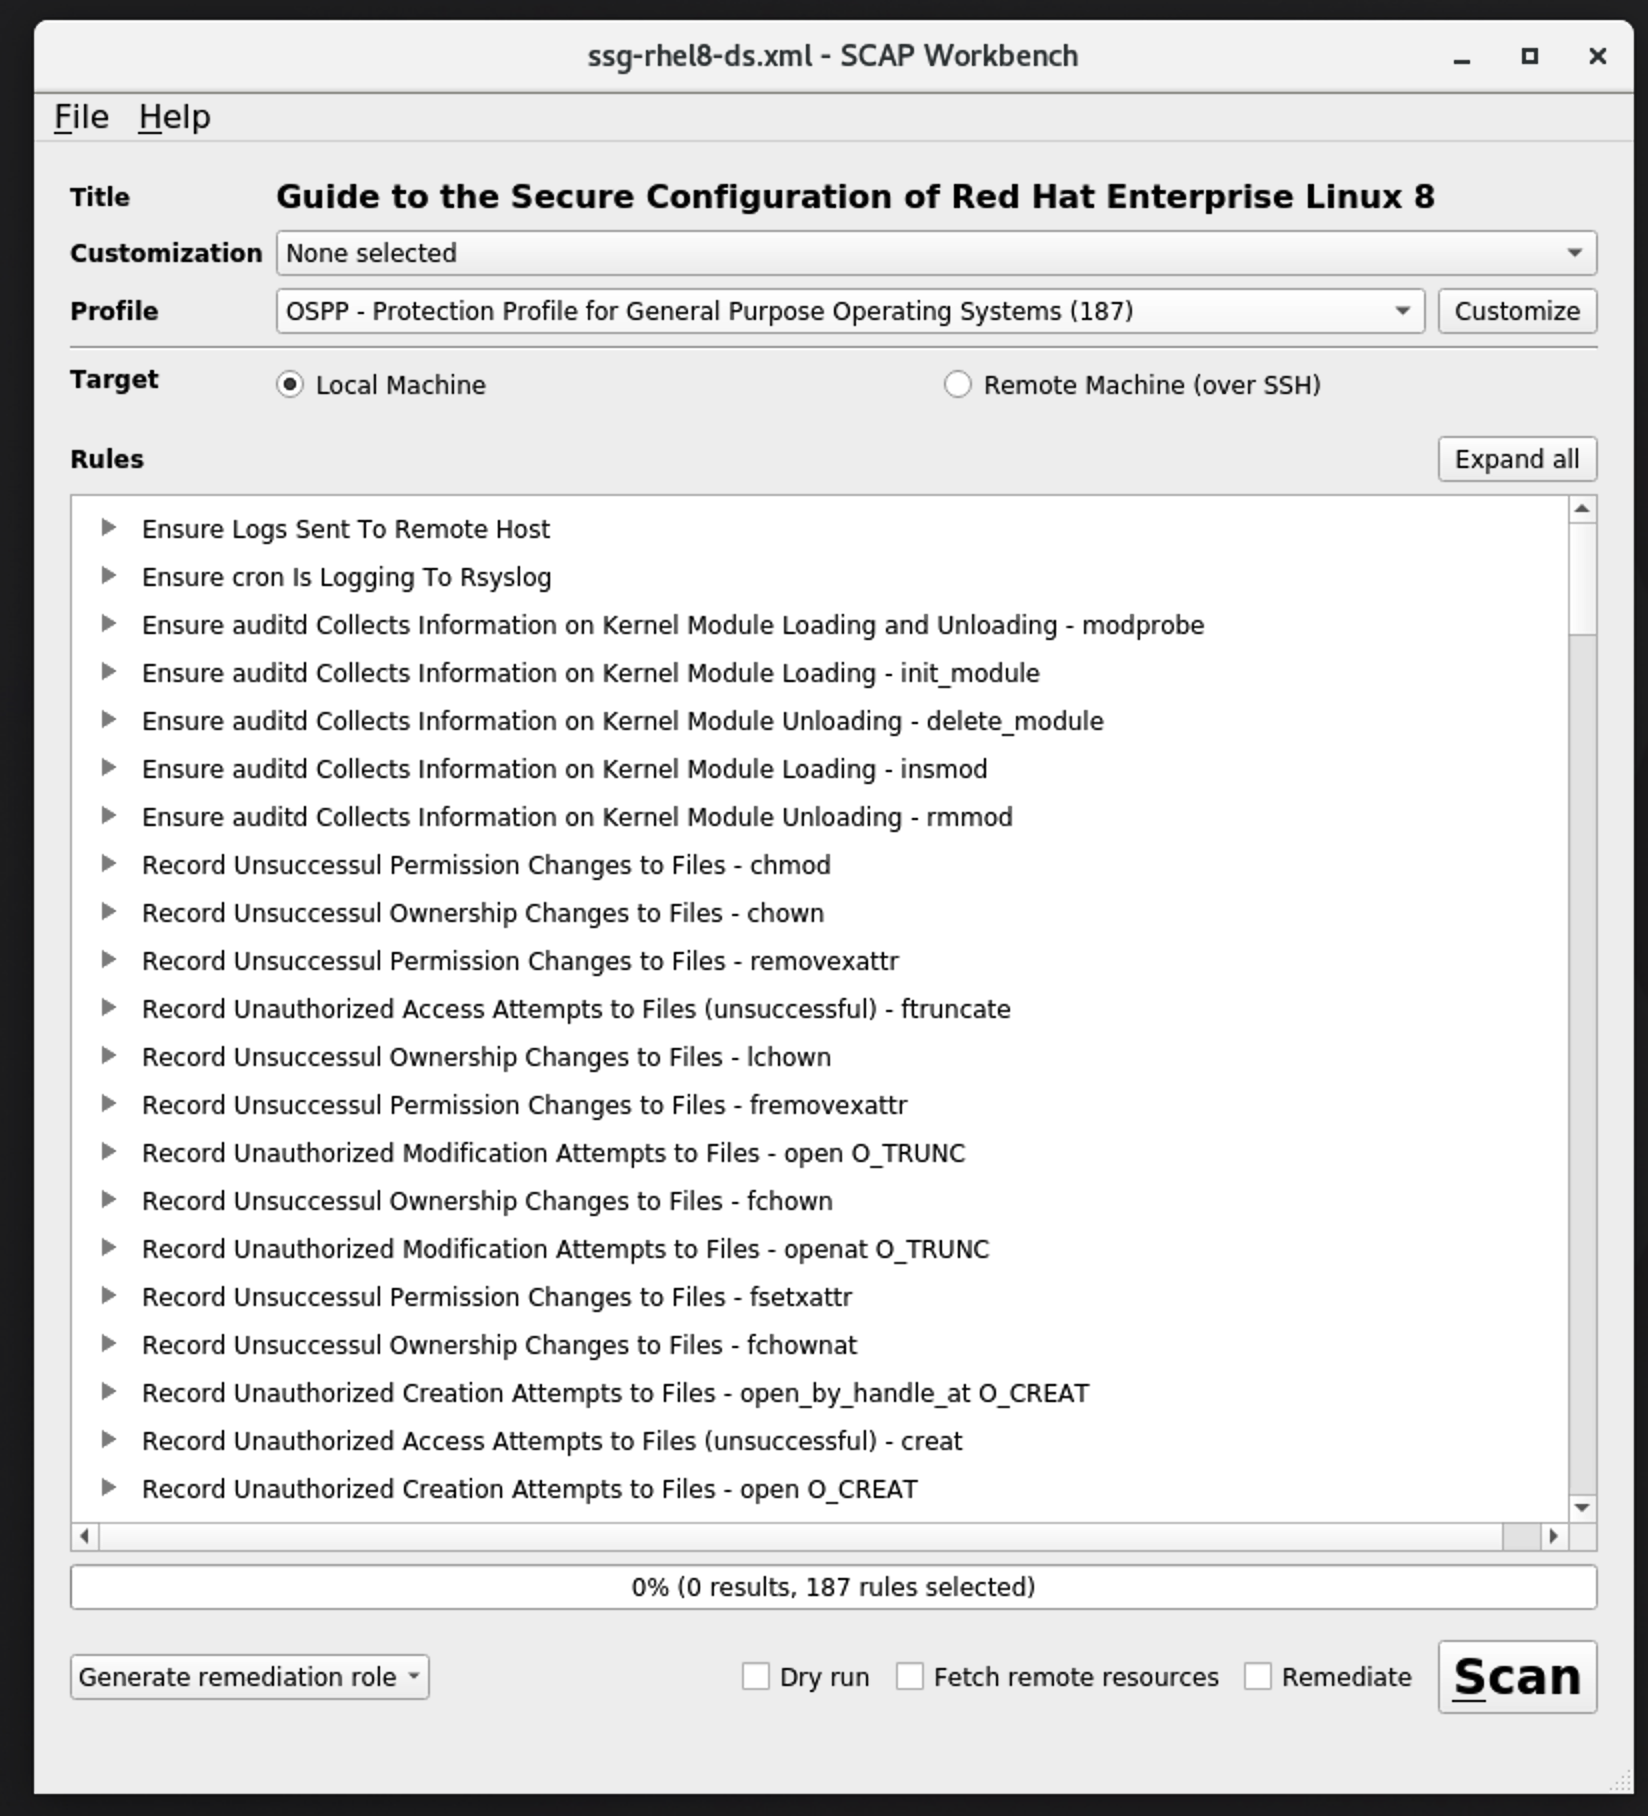 ssg-rhel8-ds.xml - SCAP Workbench
File Help
Title Guide to the Secure Configuration of Red Hat Enterprise Linux 8
Customization None selected
Profile OSPP - Protection Profile for General Purpose Operating Systems (187) Customize
Target Local Machine Remote Machine (over SSH)
Rules Expand all
Ensure Logs Sent To Remote Host
Ensure cron Is Logging To Rsyslog
Ensure auditd Collects Information on Kernel Module Loading and Unloading - modprobe
Ensure auditd Collects Information on Kernel Module Loading - init_module
Ensure auditd Collects Information on Kernel Module Unloading - delete_module
Ensure auditd Collects Information on Kernel Module Loading - insmod
Ensure auditd Collects Information on Kernel Module Unloading - rmmod
Record Unsuccessul Permission Changes to Files - chmod
Record Unsuccessul Ownership Changes to Files - chown
Record Unsuccessul Permission Changes to Files - removexattr
Record Unauthorized Access Attempts to Files (unsuccessful) - ftruncate
Record Unsuccessul Ownership Changes to Files - lchown
Record Unsuccessul Permission Changes to Files - fremovexattr
Record Unauthorized Modification Attempts to Files - open O_TRUNC
Record Unsuccessul Ownership Changes to Files - fchown
Record Unauthorized Modification Attempts to Files - openat O_TRUNC
Record Unsuccessul Permission Changes to Files - fsetxattr
Record Unsuccessul Ownership Changes to Files - fchownat
Record Unauthorized Creation Attempts to Files - open_by_handle_at O_CREAT
Record Unauthorized Access Attempts to Files (unsuccessful) - creat
Record Unauthorized Creation Attempts to Files - open O_CREAT
0% (0 results, 187 rules selected)
Generate remediation role Dry run Fetch remote resources Remediate Scan